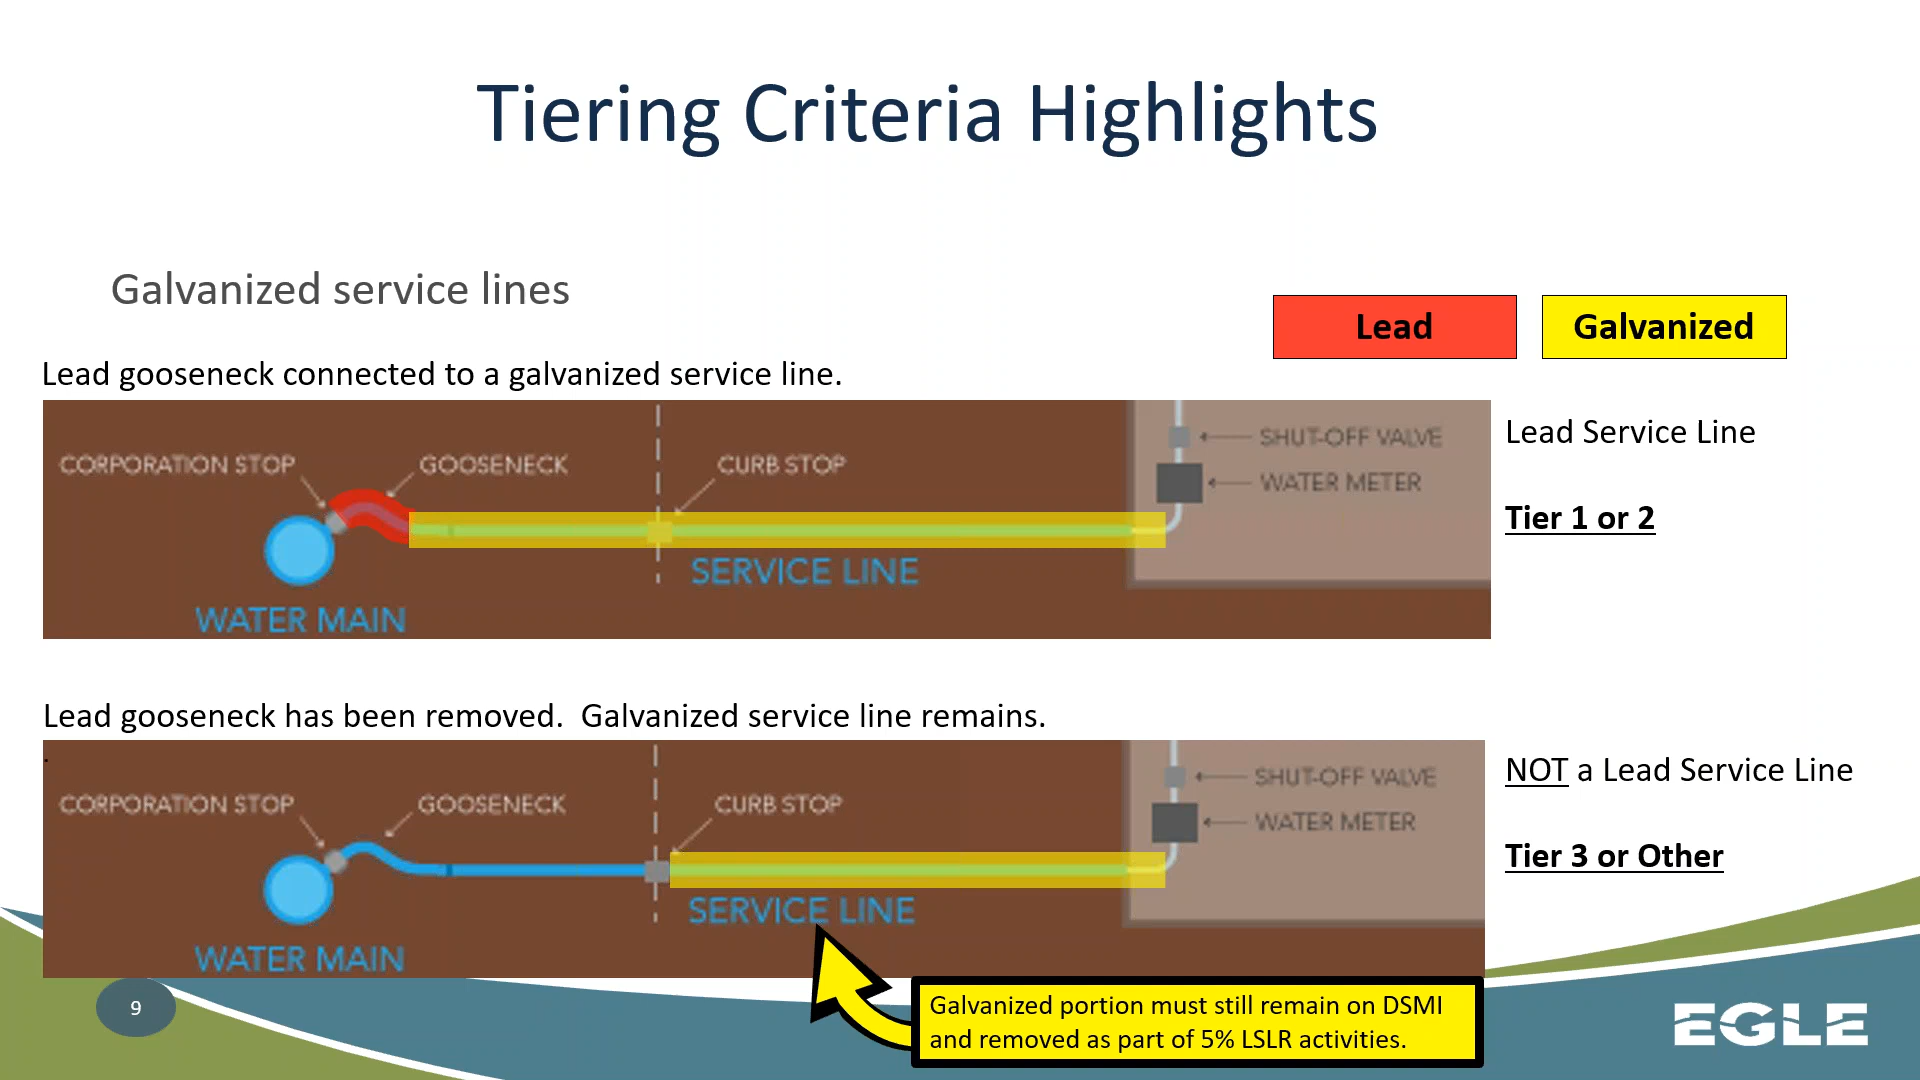 Tiering Criteria Highlights
Galvanized service lines
Lead
Galvanized
Lead gooseneck connected to a galvanized service line.
CORPORATION STOP
GOOSENECK
CURB STOP
SHUT-OFF VALVE
WATER METER
SERVICE LINE
WATER MAIN
Lead Service Line
Tier 1 or 2
Lead gooseneck has been removed.  Galvanized service line remains.
.
CORPORATION STOP
GOOSENECK
CURB STOP
SHUT-OFF VALVE
WATER METER
SERVICE LINE
WATER MAIN
NOT a Lead Service Line
Tier 3 or Other
Galvanized portion must still remain on DSMI
and removed as part of 5% LSLR activities.
9
EGLE